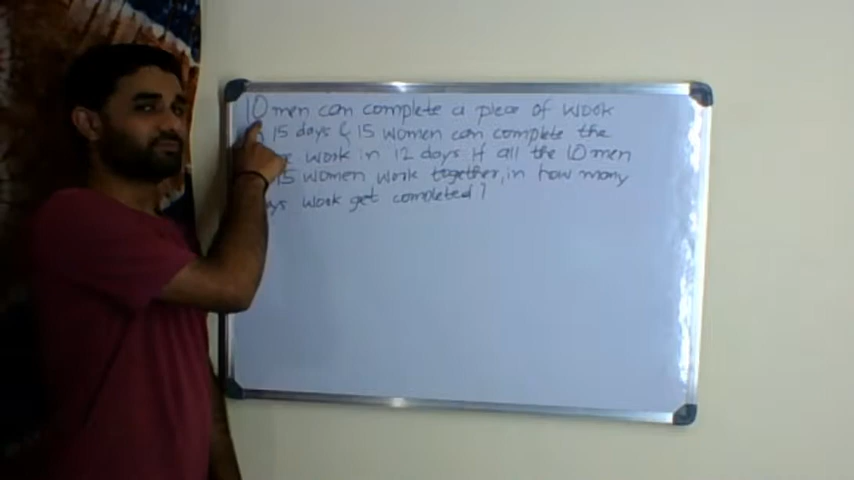 10 men can complete a piece of work
15 days & 15 women can complete the
work in 12 days if all the 10 men
15 women work together, in how many
work get completed?